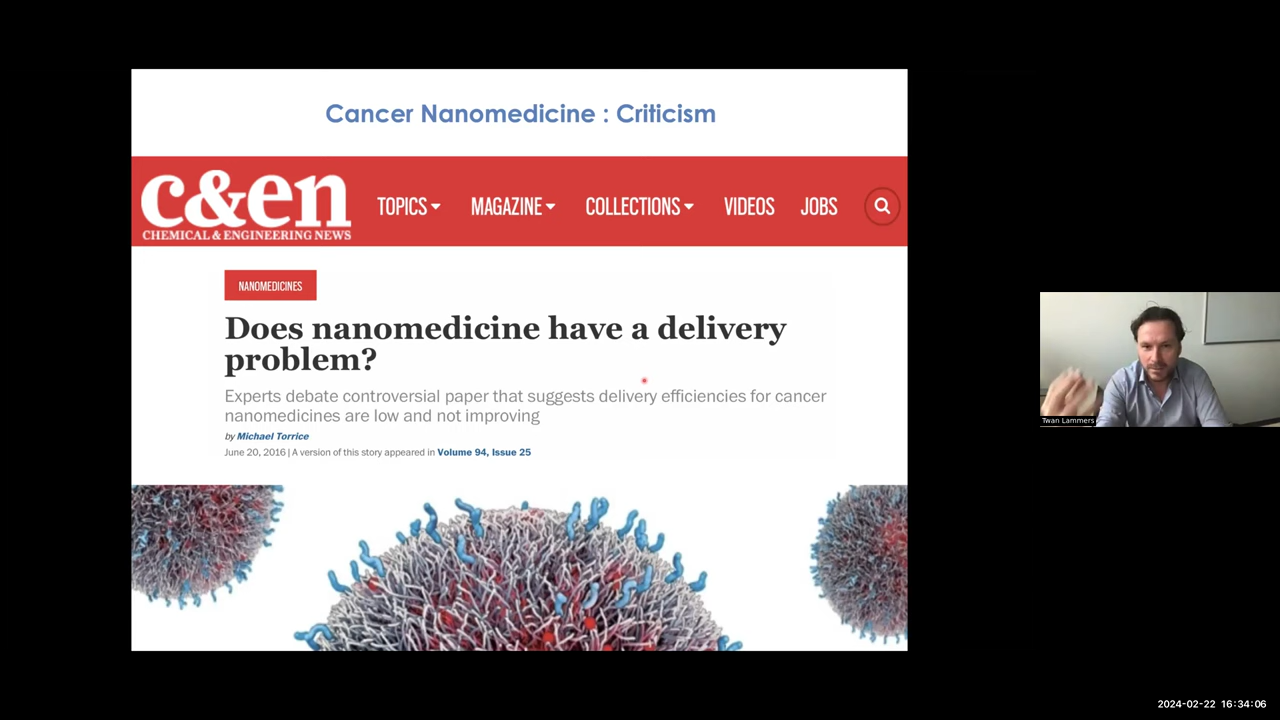 Cancer Nanomedicine : Criticism
c&en
CHEMICAL & ENGINEERING NEWS
TOPICS
MAGAZINE
COLLECTIONS
VIDEOS
JOBS
NANOMEDICINES
Does nanomedicine have a delivery
problem?
Experts debate controversial paper that suggests delivery efficiencies for cancer
nanomedicines are low and not improving
by Michael Torrice
June 20, 2016 | A version of this story appeared in Volume 94, Issue 25
Twan Lammers
2024-02-22 16:34:06